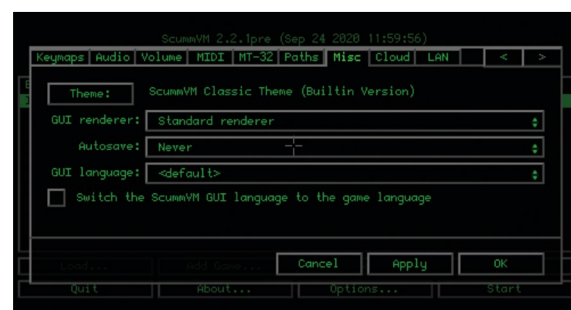 ScummVM 2.2.1pre (Sep 24 2020 11:59:56)
Keymaps Audio Volume MIDI MT-32 Paths Misc Cloud LAN < >
Theme: ScummVM Classic Theme (Builtin Version)
GUI renderer: Standard renderer
Autosave: Never
GUI language: <default>
Switch the ScummVM GUI language to the game language
Load... Add Game... Cancel Apply OK
Quit About... Options... Start